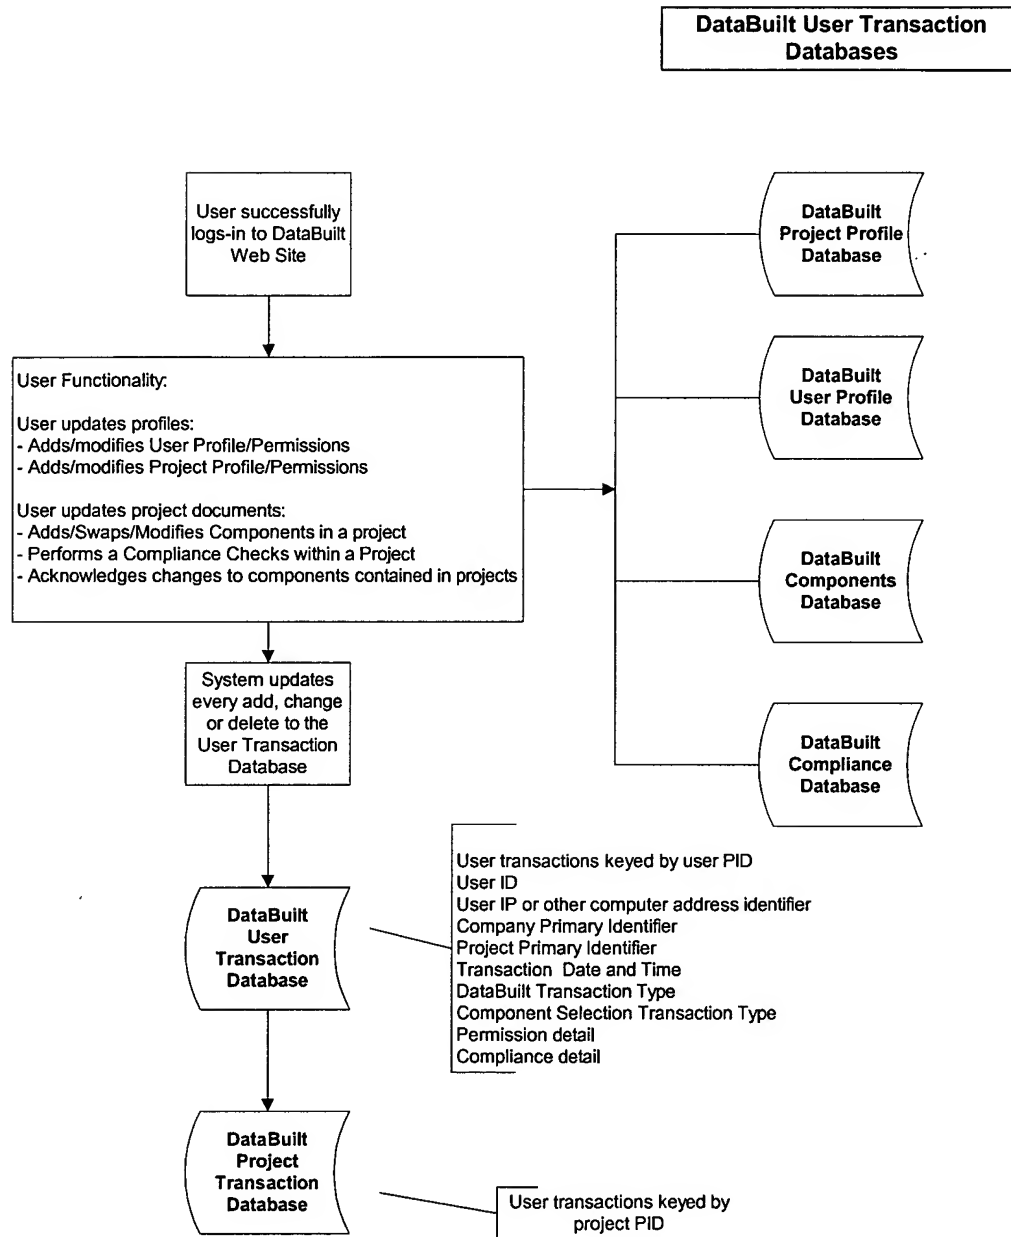 DataBuilt User Transaction
Databases
User successfully
logs-in to DataBuilt
Web Site
User Functionality:
User updates profiles:
- Adds/modifies User Profile/Permissions
- Adds/modifies Project Profile/Permissions
User updates project documents:
- Adds/Swaps/Modifies Components in a project
- Performs a Compliance Checks within a Project
- Acknowledges changes to components contained in projects
DataBuilt
Project Profile
Database
DataBuilt
User Profile
Database
DataBuilt
Components
Database
DataBuilt
Compliance
Database
System updates
every add, change
or delete to the
User Transaction
Database
DataBuilt
User
Transaction
Database
User transactions keyed by user PID
User ID
User IP or other computer address identifier
Company Primary Identifier
Project Primary Identifier
Transaction Date and Time
DataBuilt Transaction Type
Component Selection Transaction Type
Permission detail
Compliance detail
DataBuilt
Project
Transaction
Database
User transactions keyed by
project PID